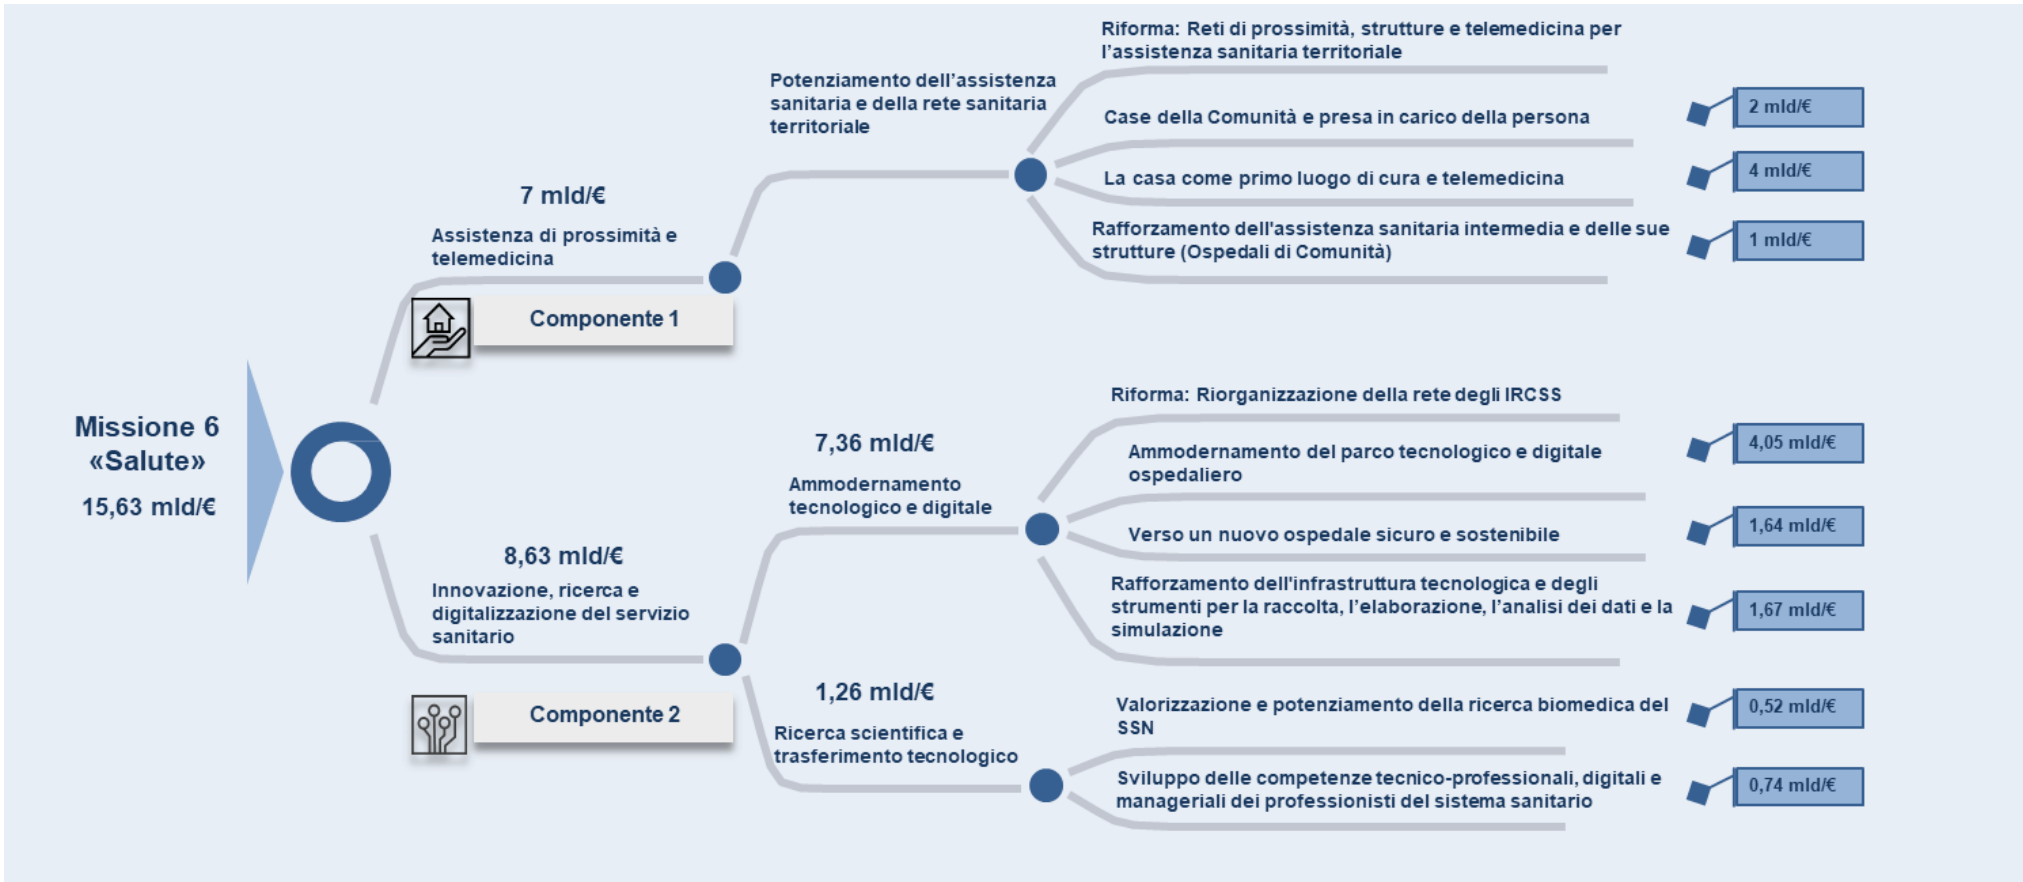 Missione 6
«Salute»
15,63 mld/€
7 mld/€
Assistenza di prossimità e
telemedicina
Componente 1
Potenziamento dell’assistenza
sanitaria e della rete sanitaria
territoriale
Riforma: Reti di prossimità, strutture e telemedicina per
l’assistenza sanitaria territoriale
Case della Comunità e presa in carico della persona
2 mld/€
La casa come primo luogo di cura e telemedicina
4 mld/€
Rafforzamento dell'assistenza sanitaria intermedia e delle sue
strutture (Ospedali di Comunità)
1 mld/€
8,63 mld/€
Innovazione, ricerca e
digitalizzazione del servizio
sanitario
Componente 2
7,36 mld/€
Ammodernamento
tecnologico e digitale
Riforma: Riorganizzazione della rete degli IRCSS
Ammodernamento del parco tecnologico e digitale
ospedaliero
4,05 mld/€
Verso un nuovo ospedale sicuro e sostenibile
1,64 mld/€
Rafforzamento dell'infrastruttura tecnologica e degli
strumenti per la raccolta, l’elaborazione, l’analisi dei dati e la
simulazione
1,67 mld/€
1,26 mld/€
Ricerca scientifica e
trasferimento tecnologico
Valorizzazione e potenziamento della ricerca biomedica del
SSN
0,52 mld/€
Sviluppo delle competenze tecnico-professionali, digitali e
manageriali dei professionisti del sistema sanitario
0,74 mld/€